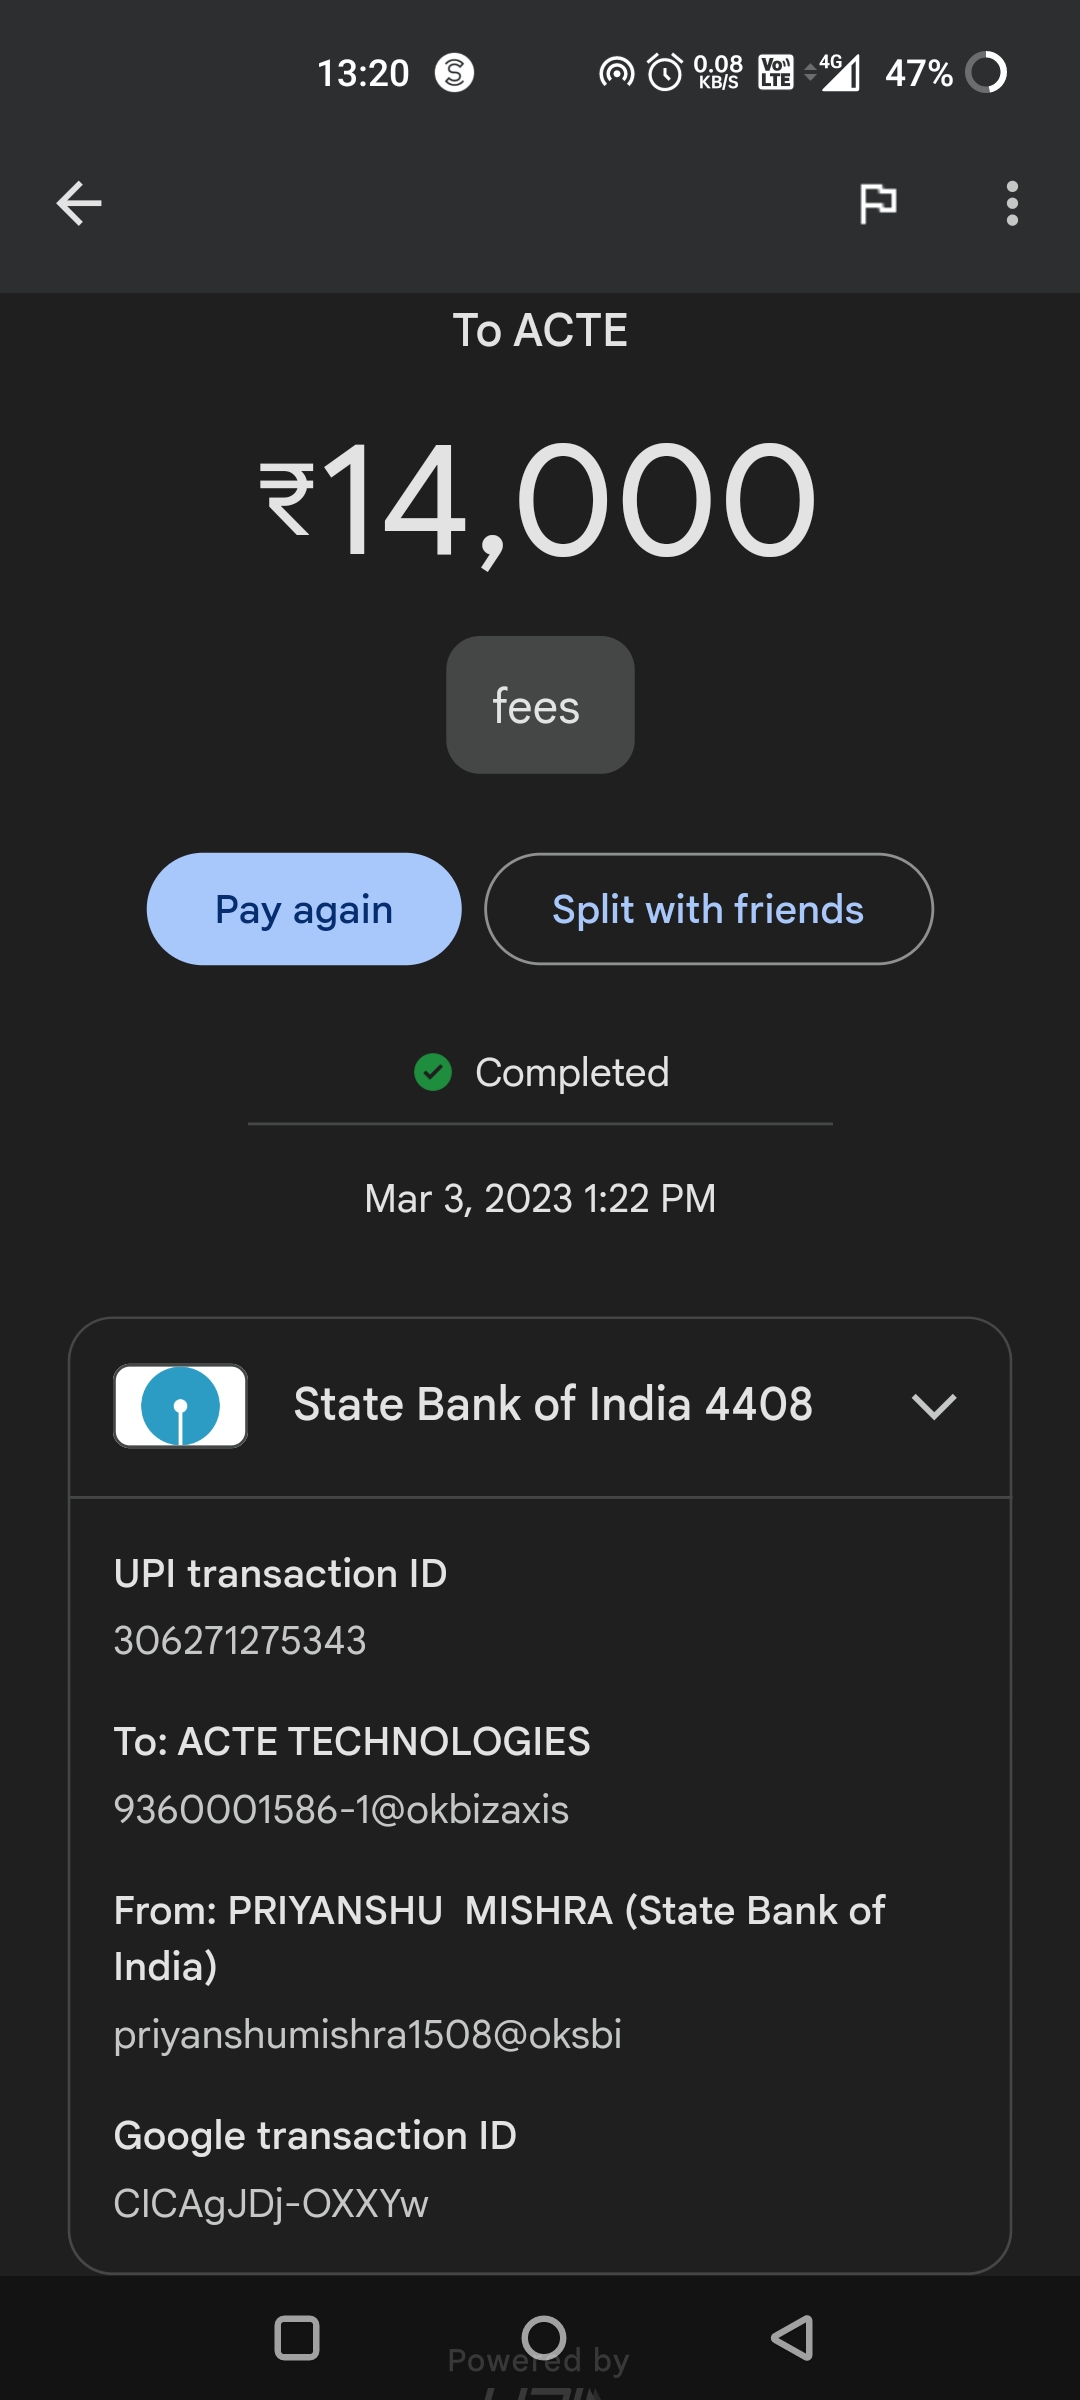 13:20 0.08 KB/S VoLTE 4G 47%
To ACTE
₹14,000
fees
Pay again Split with friends
Completed
Mar 3, 2023 1:22 PM
State Bank of India 4408
UPI transaction ID
306271275343
To: ACTE TECHNOLOGIES
9360001586-1@okbizaxis
From: PRIYANSHU  MISHRA (State Bank of
India)
priyanshumishra1508@oksbi
Google transaction ID
CICAgJDj-OXXYw
Powered by